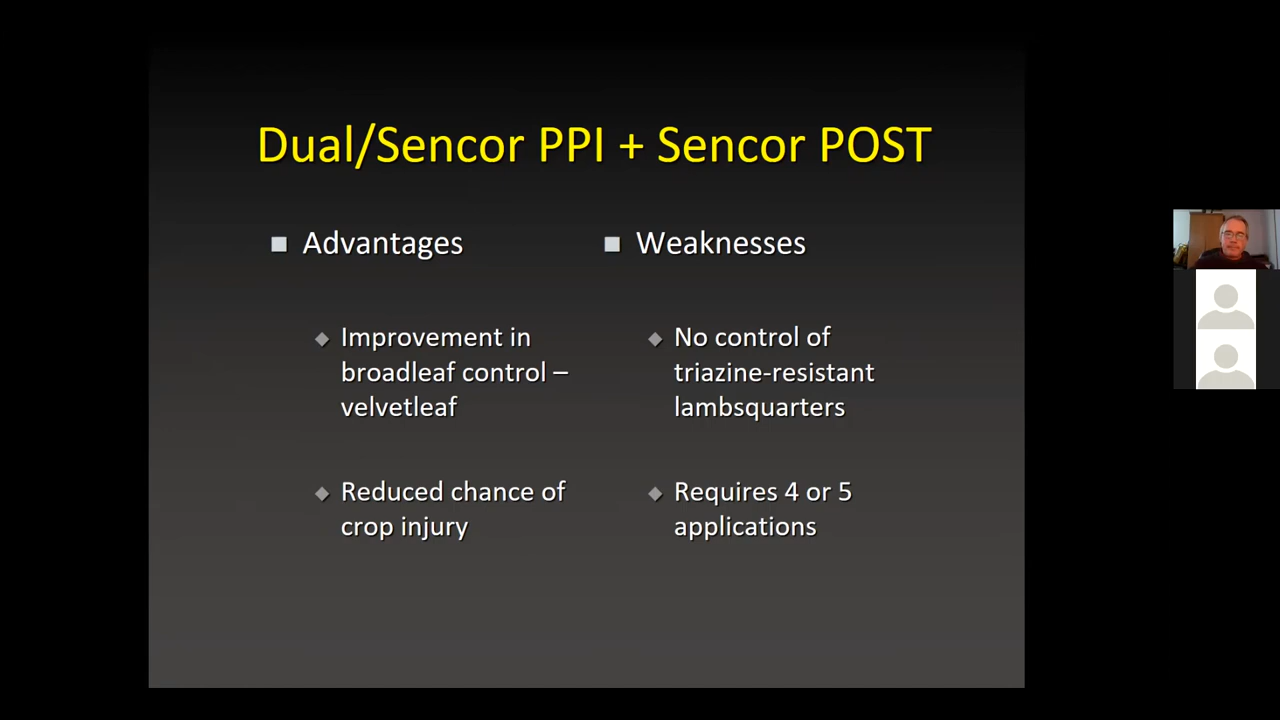 Dual/Sencor PPI + Sencor POST
Advantages
Improvement in
broadleaf control –
velvetleaf
Reduced chance of
crop injury
Weaknesses
No control of
triazine-resistant
lambsquarters
Requires 4 or 5
applications